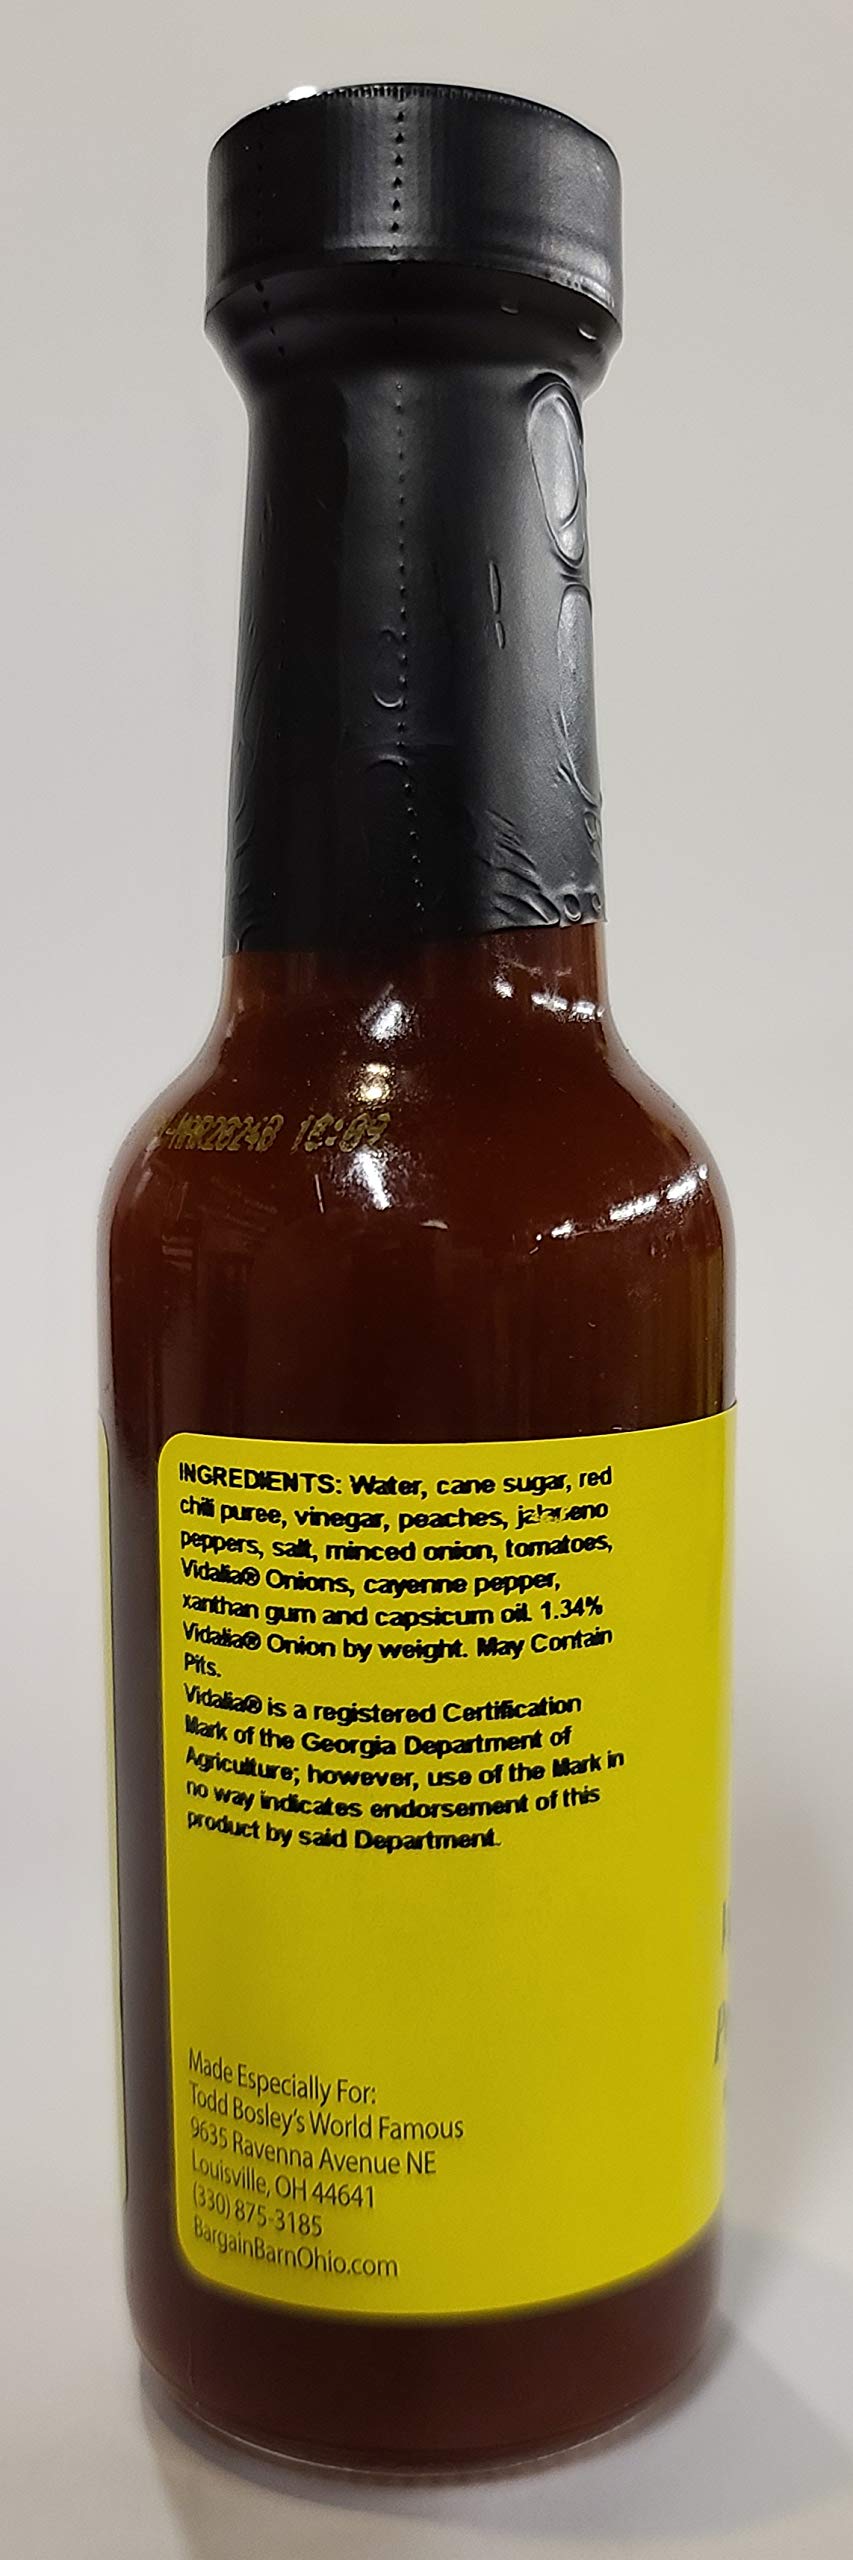 10:09
INGREDIENTS: Water, cane sugar, red
chili puree, vinegar, peaches, jalapeno
peppers, salt, minced onion, tomatoes,
Vidalia® Onions, cayenne pepper,
xanthan gum and capsicum oil. 1.34%
Vidalia® Onion by weight. May Contain
Pits.
Vidalia® is a registered Certification
Mark of the Georgia Department of
Agriculture; however, use of the Mark in
no way indicates endorsement of this
product by said Department.
Made Especially For:
Todd Bosley's World Famous
9635 Ravenna Avenue NE
Louisville, OH 44641
(330) 875-3185
BargainBarnOhio.com